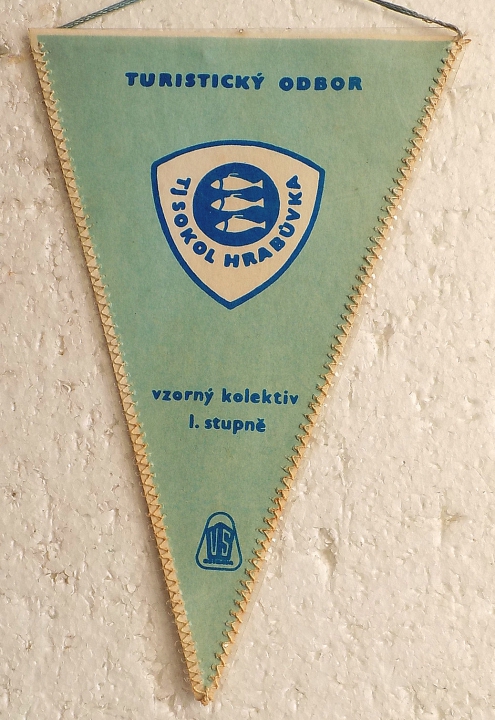 TURISTICKÝ ODBOR
TJ SOKOL HRABŮVKA
vzorný kolektiv
I. stupně